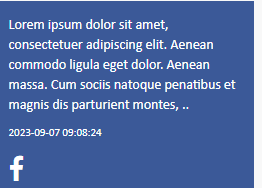 Lorem ipsum dolor sit amet,
consectetuer adipiscing elit. Aenean
commodo ligula eget dolor. Aenean
massa. Cum sociis natoque penatibus et
magnis dis parturient montes, ..
2023-09-07 09:08:24